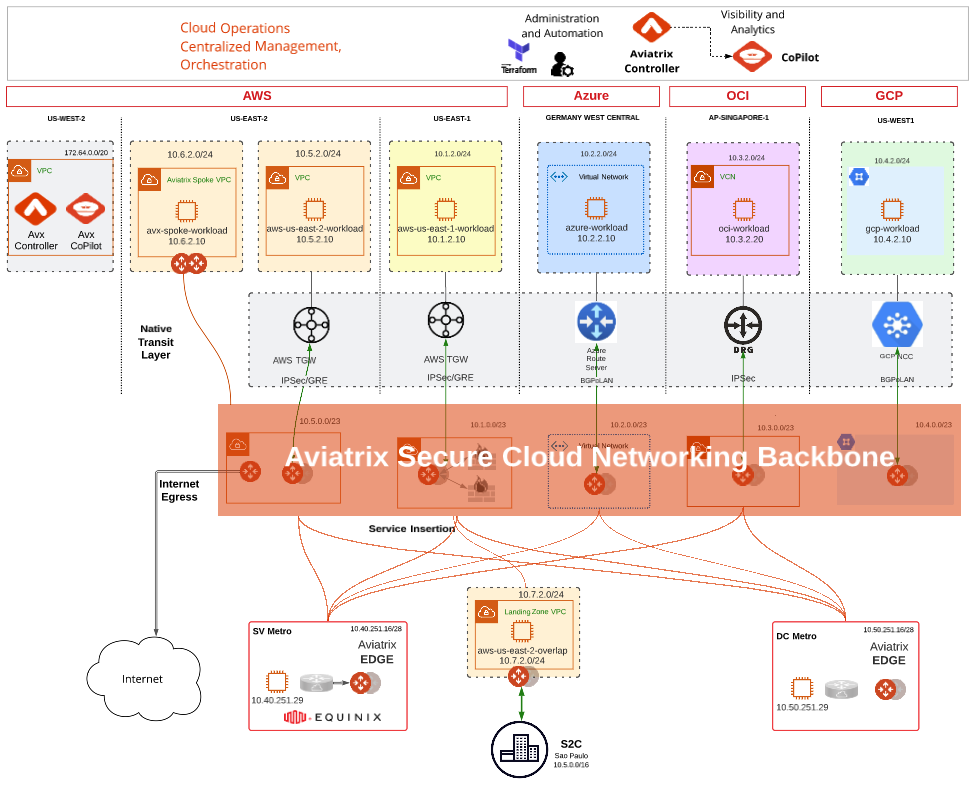 Cloud Operations
Centralized Management,
Orchestration
Administration
and Automation
Terraform
Aviatrix
Controller
Visibility and
Analytics
CoPilot
AWS
Azure
OCI
GCP
US-WEST-2
US-EAST-2
US-EAST-1
GERMANY WEST CENTRAL
AP-SINGAPORE-1
US-WEST1
172.64.0.0/20
VPC
Avx
Controller
Avx
CoPilot
10.6.2.0/24
Aviatrix Spoke VPC
avx-spoke-workload
10.6.2.10
10.5.2.0/24
VPC
aws-us-east-2-workload
10.5.2.10
10.1.2.0/24
VPC
aws-us-east-1-workload
10.1.2.10
10.2.2.0/24
Virtual Network
azure-workload
10.2.2.10
10.3.2.0/24
VCN
oci-workload
10.3.2.20
10.4.2.0/24
gcp-workload
10.4.2.10
Native
Transit
Layer
AWS TGW
IPSec/GRE
AWS TGW
IPSec/GRE
Azure
Route
Server
BGPoLAN
DRG
IPSec
GCP NCC
BGPoLAN
10.5.0.0/23
10.1.0.0/23
10.2.0.0/23
Virtual Network
10.3.0.0/23
10.4.0.0/23
Aviatrix Secure Cloud Networking Backbone
Internet
Egress
Service Insertion
Internet
SV Metro
10.40.251.16/28
Aviatrix
EDGE
10.40.251.29
EQUINIX
10.7.2.0/24
Landing Zone VPC
aws-us-east-2-overlap
10.7.2.0/24
S2C
Sao Paulo
10.5.0.0/16
DC Metro
10.50.251.16/28
Aviatrix
EDGE
10.50.251.29